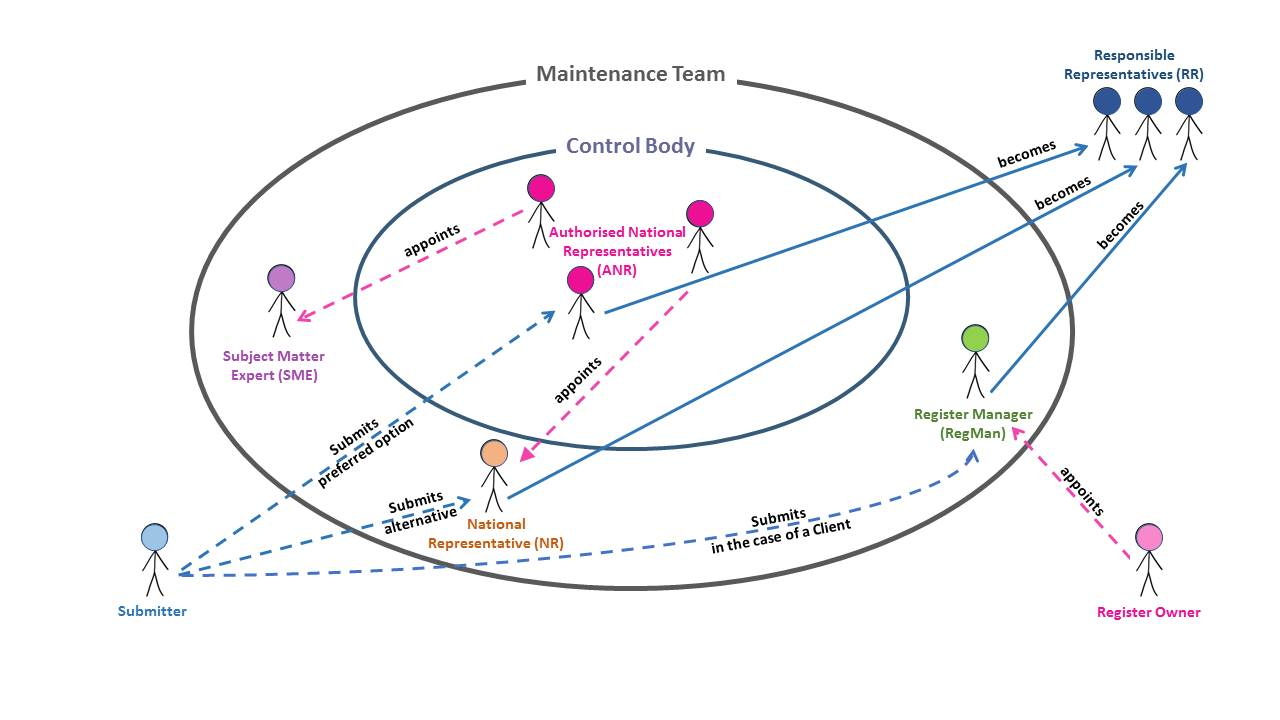 Maintenance Team
Control Body
Responsible
Representatives (RR)
becomes
becomes
becomes
appoints
Authorised National
Representatives
(ANR)
Subject Matter
Expert (SME)
appoints
Submits
preferred option
Register Manager
(RegMan)
Submits
alternative
National
Representative (NR)
Submits
in the case of a Client
appoints
Submitter
Register Owner